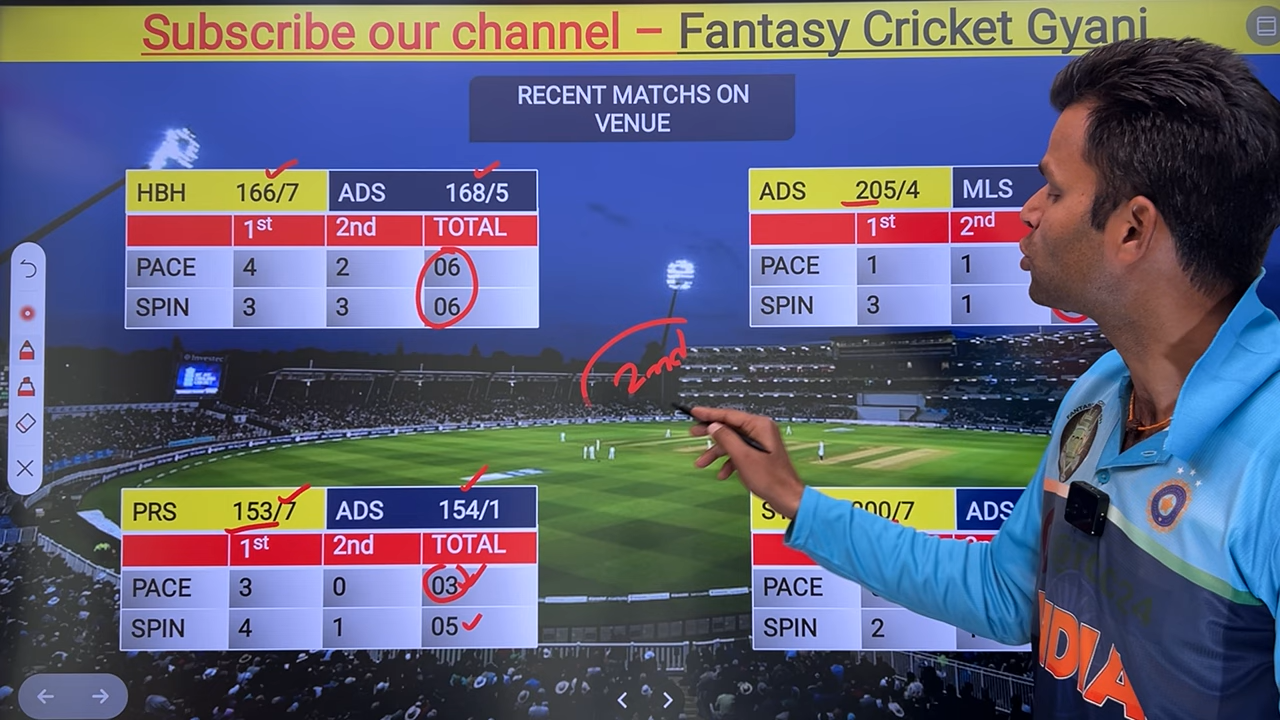 Subscribe our channel – Fantasy Cricket Gyani
RECENT MATCHS ON
VENUE
HBH 166/7 ADS 168/5
1st 2nd TOTAL
PACE 4 2 06
SPIN 3 3 06
ADS 205/4 MLS
1st 2nd
PACE 1 1
SPIN 3 1
2nd
PRS 153/7 ADS 154/1
1st 2nd TOTAL
PACE 3 0 03
SPIN 4 1 05
ADS
PACE
SPIN 2
Investec
INDIA